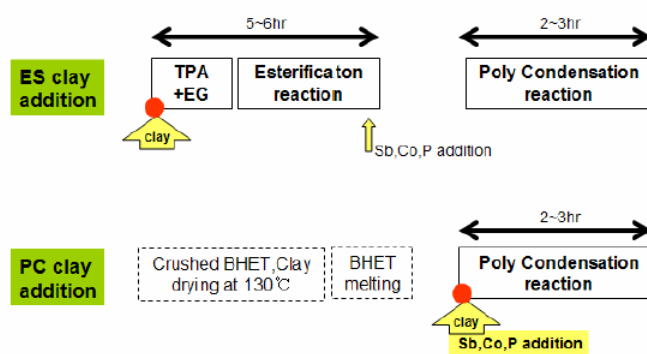 5~6hr
2~3hr
ES clay
addition
TPA
+EG
Esterificaton
reaction
Poly Condensation
reaction
clay
Sb,Co,P addition
2~3hr
PC clay
addition
Crushed BHET,Clay
drying at 130℃
BHET
melting
Poly Condensation
reaction
clay
Sb,Co,P addition